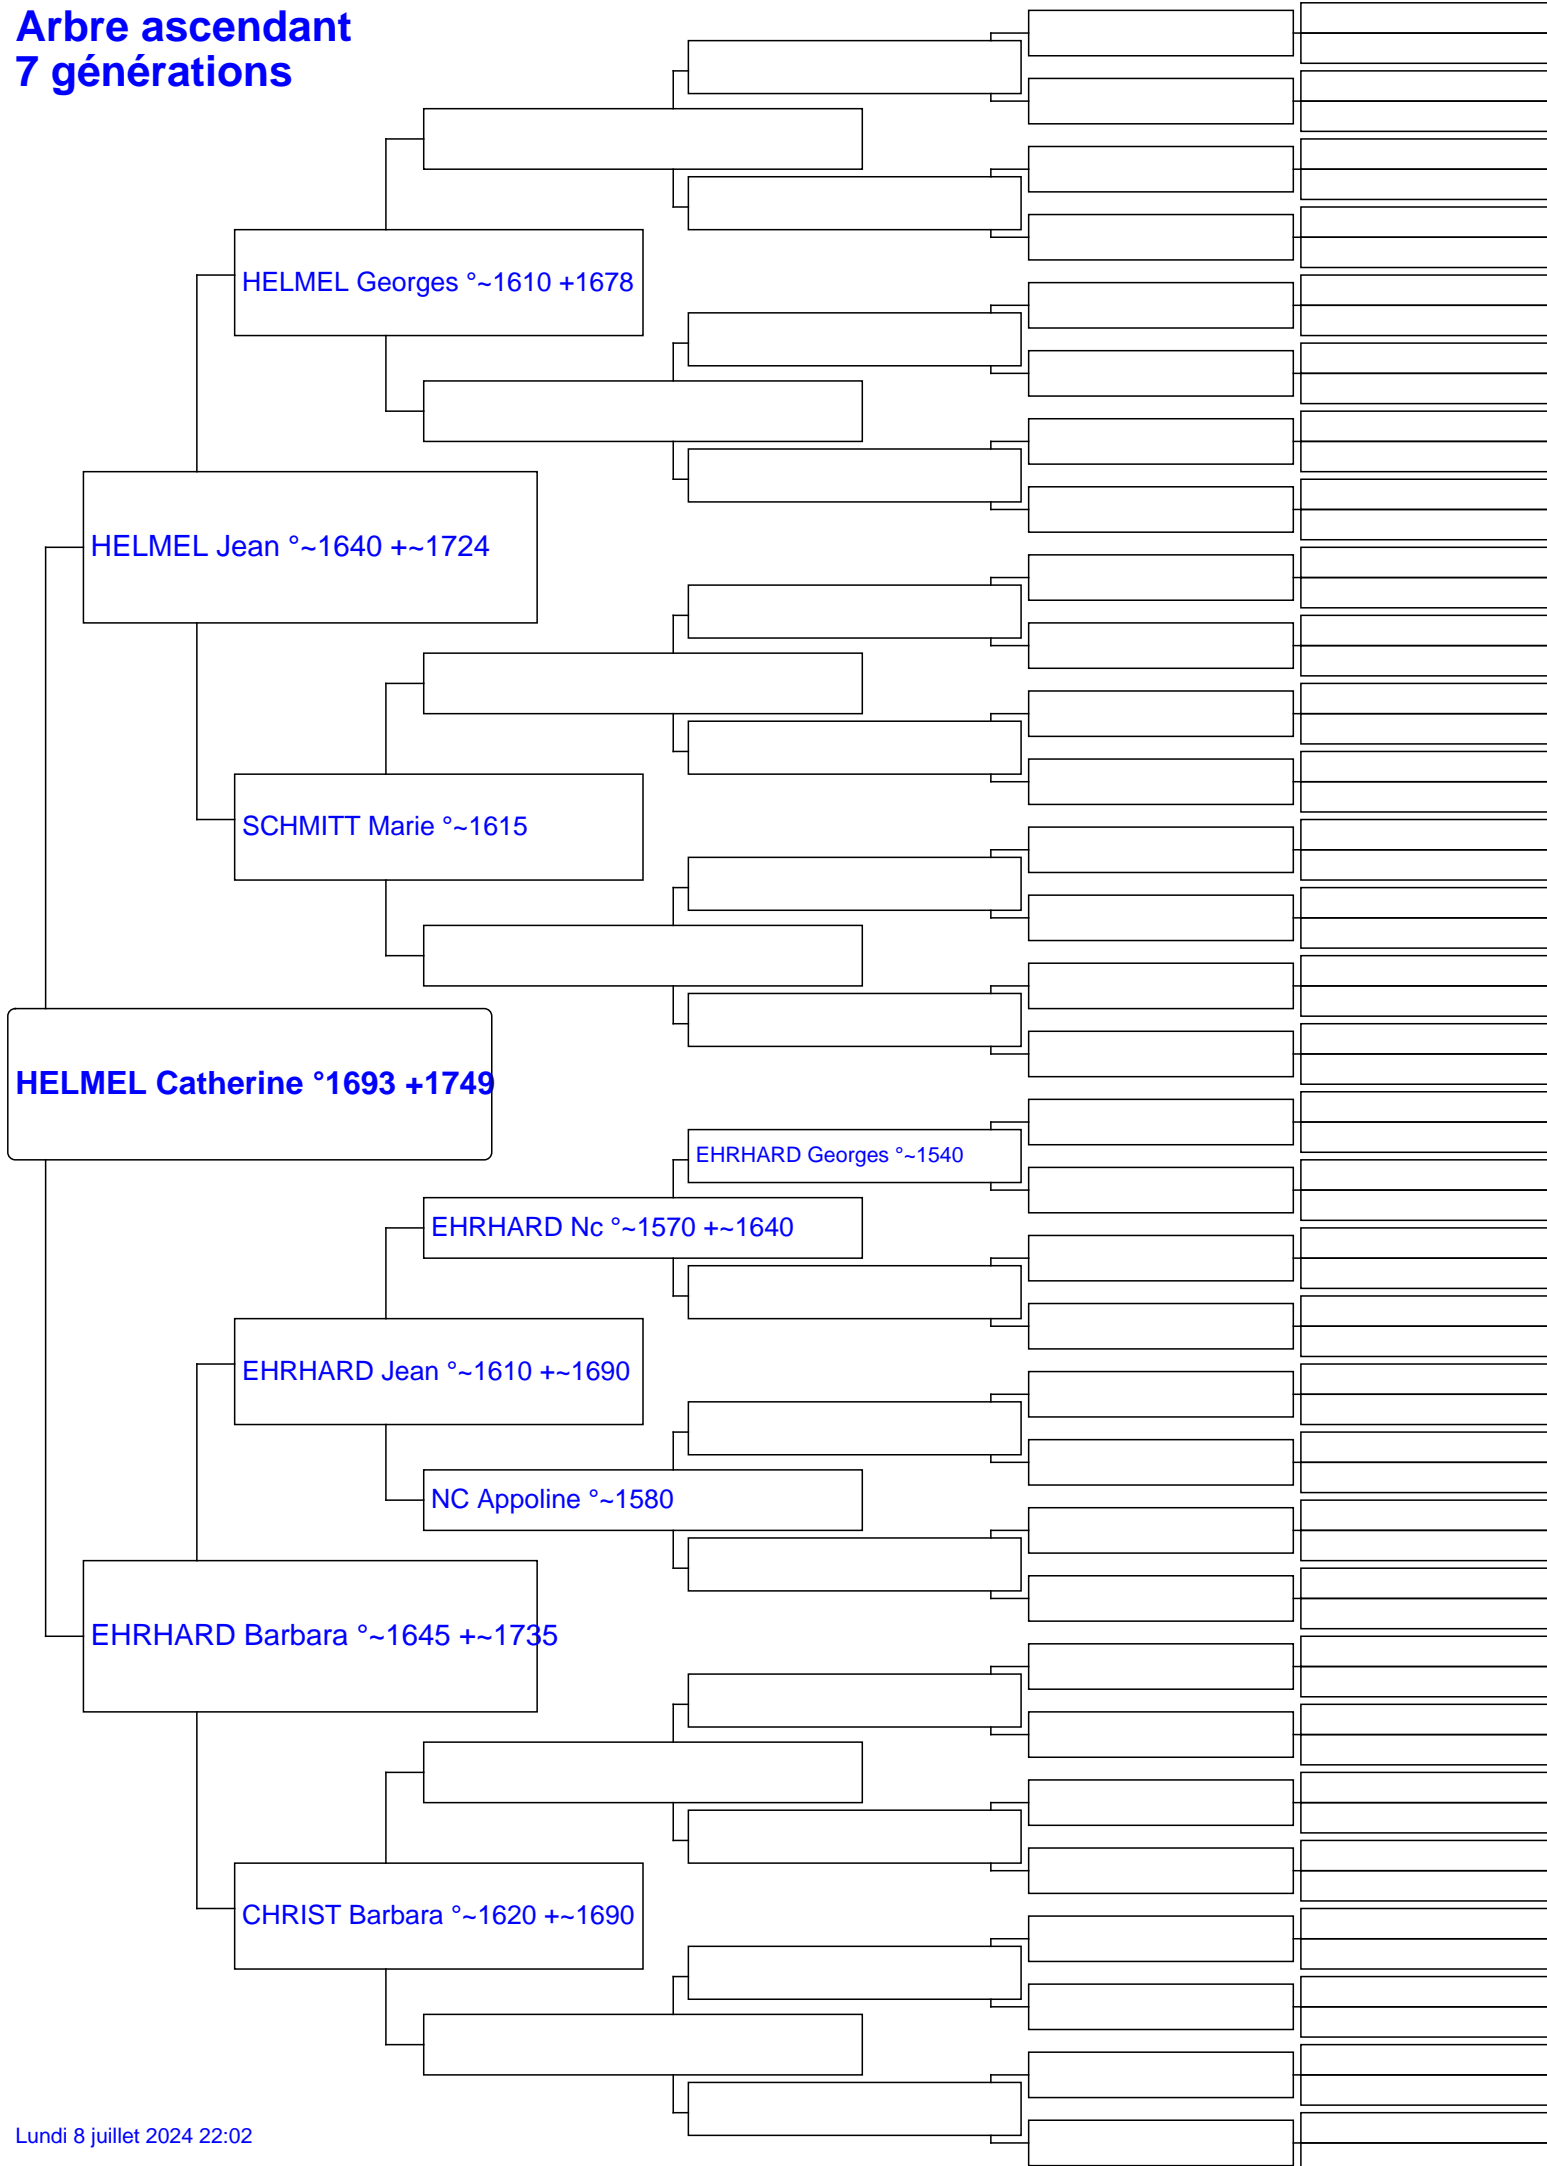 Arbre ascendant
7 générations
HELMEL Georges °~1610 +1678
HELMEL Jean °~1640 +~1724
SCHMITT Marie °~1615
HELMEL Catherine °1693 +1749
EHRHARD Georges °~1540
EHRHARD Nc °~1570 +~1640
EHRHARD Jean °~1610 +~1690
NC Appoline °~1580
EHRHARD Barbara °~1645 +~1735
CHRIST Barbara °~1620 +~1690
Lundi 8 juillet 2024 22:02